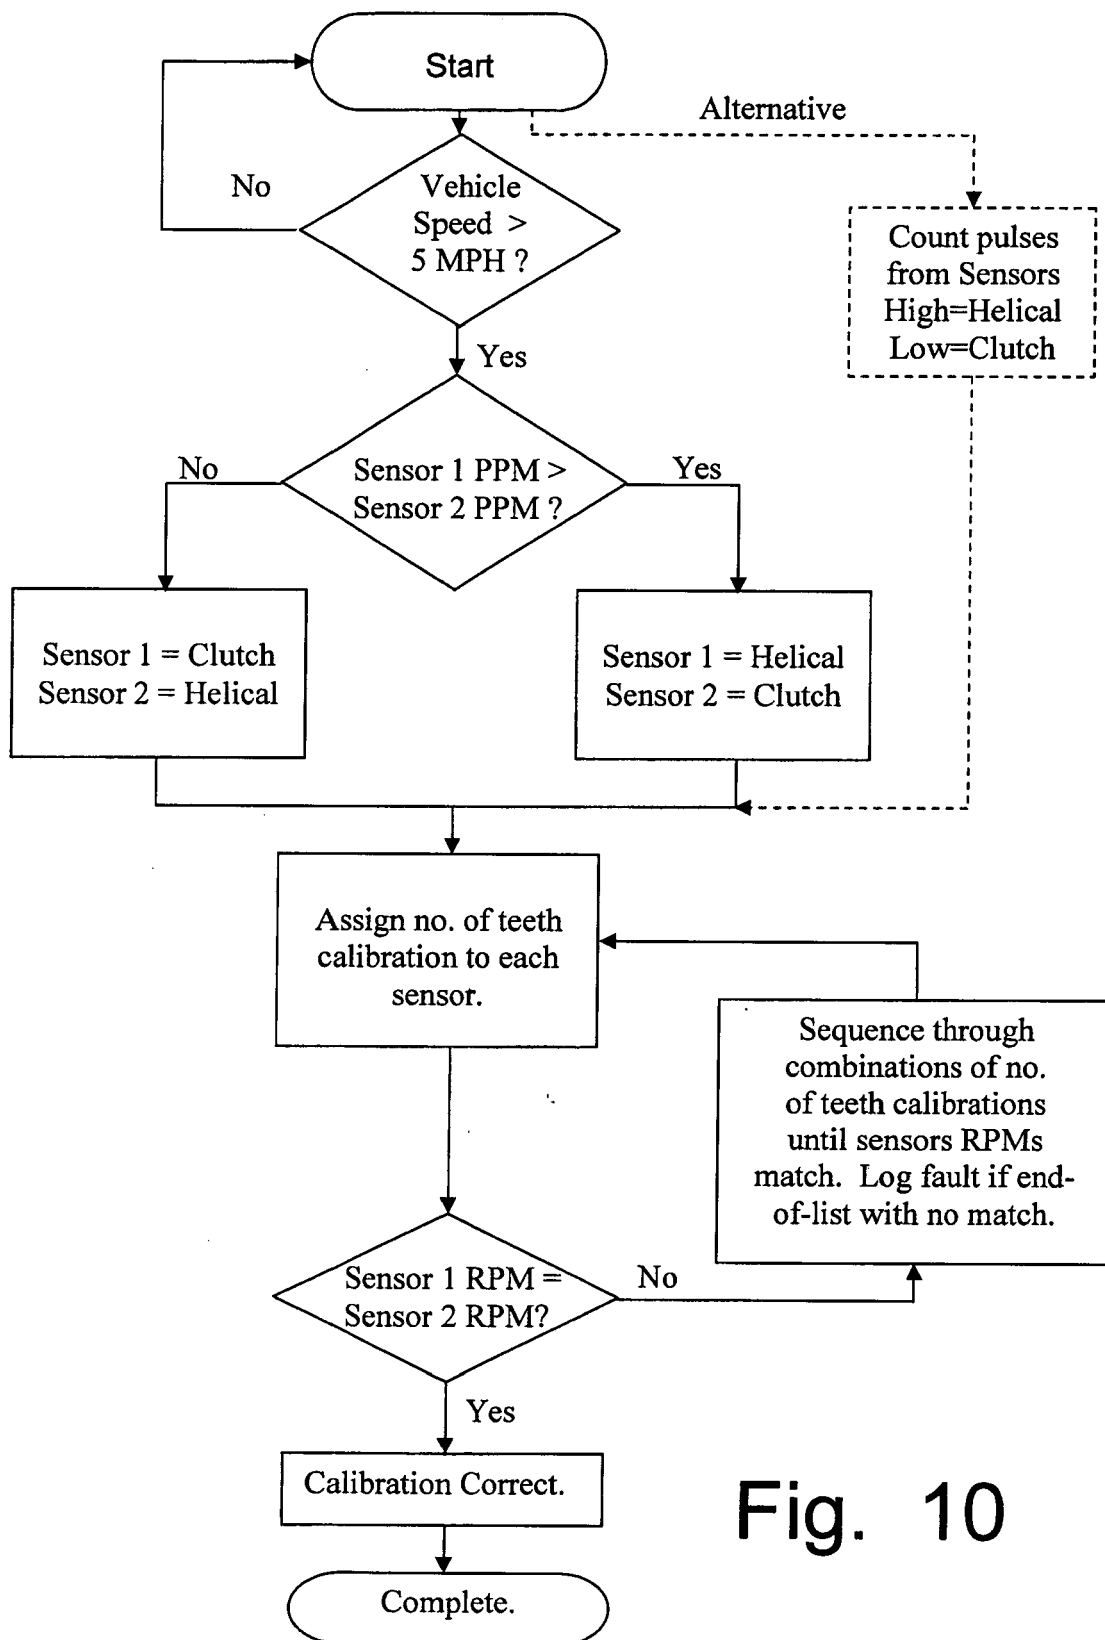 Start
Alternative
No
Vehicle
Speed >
5 MPH ?
Count pulses
from Sensors
High=Helical
Low=Clutch
Yes
No
Sensor 1 PPM >
Sensor 2 PPM ?
Yes
Sensor 1 = Clutch
Sensor 2 = Helical
Sensor 1 = Helical
Sensor 2 = Clutch
Assign no. of teeth
calibration to each
sensor.
Sequence through
combinations of no.
of teeth calibrations
until sensors RPMs
match. Log fault if end-
of-list with no match.
Sensor 1 RPM =
Sensor 2 RPM?
No
Yes
Calibration Correct.
Complete.
Fig. 10